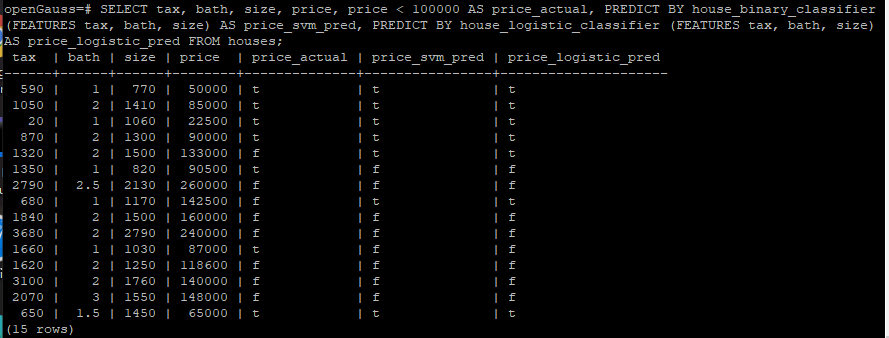 openGauss=# SELECT tax, bath, size, price, price < 100000 AS price_actual, PREDICT BY house_binary_classifier
(FEATURES tax, bath, size) AS price_svm_pred, PREDICT BY house_logistic_classifier (FEATURES tax, bath, size)
AS price_logistic_pred FROM houses;
 tax  | bath | size | price  | price_actual | price_svm_pred | price_logistic_pred
------+------+------+--------+--------------+----------------+---------------------
  590 |    1 |  770 |  50000 | t            | t              | t
 1050 |    2 | 1410 |  85000 | t            | t              | t
   20 |    1 | 1060 |  22500 | t            | t              | t
  870 |    2 | 1300 |  90000 | t            | t              | t
 1320 |    2 | 1500 | 133000 | f            | t              | t
 1350 |    1 |  820 |  90500 | t            | f              | f
 2790 |  2.5 | 2130 | 260000 | f            | f              | f
  680 |    1 | 1170 | 142500 | f            | t              | t
 1840 |    2 | 1500 | 160000 | f            | f              | f
 3680 |    2 | 2790 | 240000 | f            | f              | f
 1660 |    1 | 1030 |  87000 | t            | f              | f
 1620 |    2 | 1250 | 118600 | f            | f              | f
 3100 |    2 | 1760 | 140000 | f            | f              | f
 2070 |    3 | 1550 | 148000 | f            | f              | f
  650 |  1.5 | 1450 |  65000 | t            | t              | t
(15 rows)